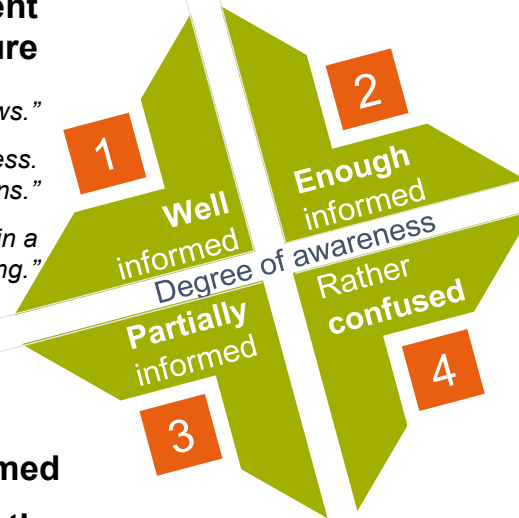 ent
ure
ws.”
ess.
ns.”
in a
ng.”
1
Well
informed
2
Enough
informed
Degree of awareness
Partially
informed
3
Rather
confused
4
med